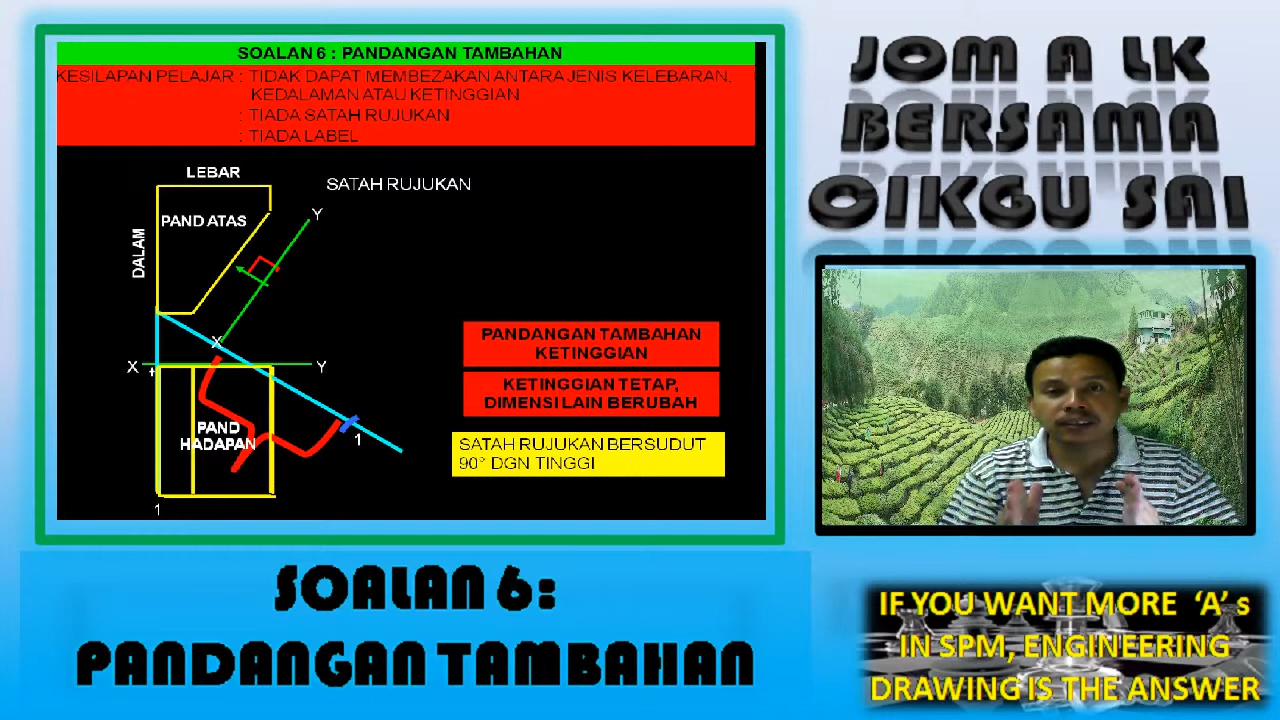 SOALAN 6 : PANDANGAN TAMBAHAN
KESILAPAN PELAJAR : TIDAK DAPAT MEMBEZAKAN ANTARA JENIS KELEBARAN,
KEDALAMAN ATAU KETINGGIAN
: TIADA SATAH RUJUKAN
: TIADA LABEL
LEBAR
SATAH RUJUKAN
Y
PAND ATAS
DALAM
X
X
Y
PANDANGAN TAMBAHAN
KETINGGIAN
KETINGGIAN TETAP,
DIMENSI LAIN BERUBAH
PAND
HADAPAN
1
SATAH RUJUKAN BERSUDUT
90° DGN TINGGI
1
JOM A LK
BERSAMA
CIKGU SAI
SOALAN 6:
PANDANGAN TAMBAHAN
IF YOU WANT MORE ‘A’ s
IN SPM, ENGINEERING
DRAWING IS THE ANSWER